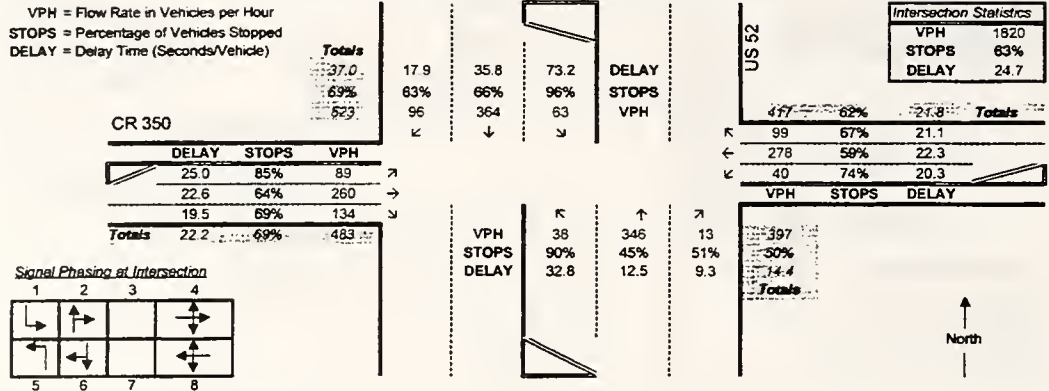 VPH = Flow Rate in Vehicles per Hour
STOPS = Percentage of Vehicles Stopped
DELAY = Delay Time (Seconds/Vehicle)
Totals
37.0 17.9 35.8 73.2 DELAY
69% 63% 66% 96% STOPS
523 96 364 63 VPH
↙ ↓ ↘
US 52
Intersection Statistics
VPH 1820
STOPS 63%
DELAY 24.7
417 62% 21.8 Totals
↖ 99 67% 21.1
← 278 59% 22.3
↙ 40 74% 20.3
VPH STOPS DELAY
CR 350
DELAY STOPS VPH
25.0 85% 89 ↗
22.6 64% 260 →
19.5 69% 134 ↘
Totals 22.2 69% 483
↖ ↑ ↗
VPH 38 346 13 397
STOPS 90% 45% 51% 50%
DELAY 32.8 12.5 9.3 14.4
Totals
Signal Phasing at Intersection
1 2 3 4
5 6 7 8
North